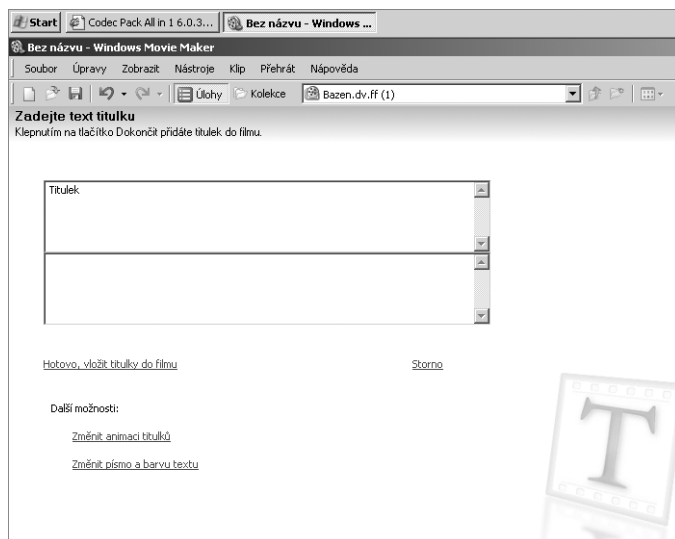 Start Codec Pack All in 1 6.0.3... Bez názvu - Windows ...
Bez názvu - Windows Movie Maker
Soubor Úpravy Zobrazit Nástroje Klip Přehrát Nápověda
Úlohy Kolekce Bazen.dv.ff (1)
Zadejte text titulku
Klepnutím na tlačítko Dokončit přidáte titulek do filmu.
Titulek
Hotovo, vložit titulky do filmu Storno
Další možnosti:
Změnit animaci titulků
Změnit písmo a barvu textu
T